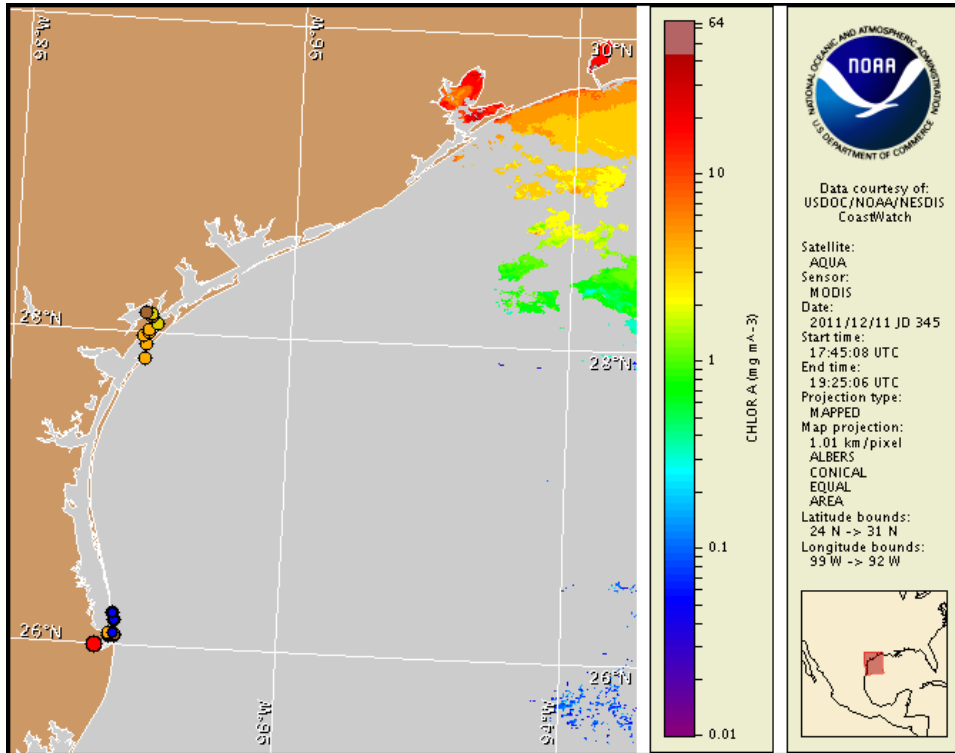 98°W
96°W
30°N
28°N
28°N
26°N
26°N
96°W
94°W
64
10
1
0.1
0.01
CHLOR A (mg m^-3)
NATIONAL OCEANIC AND ATMOSPHERIC ADMINISTRATION
NOAA
U.S. DEPARTMENT OF COMMERCE
Data courtesy of:
USDOC/NOAA/NESDIS
CoastWatch
Satellite:
AQUA
Sensor:
MODIS
Date:
2011/12/11 JD 345
Start time:
17:45:08 UTC
End time:
19:25:06 UTC
Projection type:
MAPPED
Map projection:
1.01 km/pixel
ALBERS
CONICAL
EQUAL
AREA
Latitude bounds:
24 N -> 31 N
Longitude bounds:
99 W -> 92 W